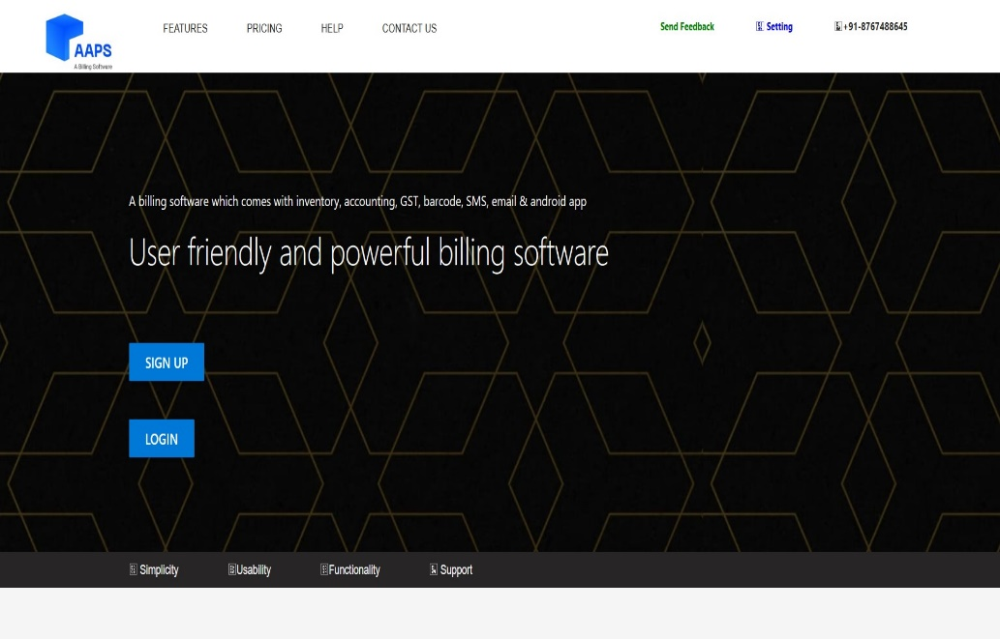 AAPS
A Billing Software
FEATURES PRICING HELP CONTACT US
Send Feedback Setting +91-8767488645
A billing software which comes with inventory, accounting, GST, barcode, SMS, email & android app
User friendly and powerful billing software
SIGN UP
LOGIN
Simplicity Usability Functionality Support